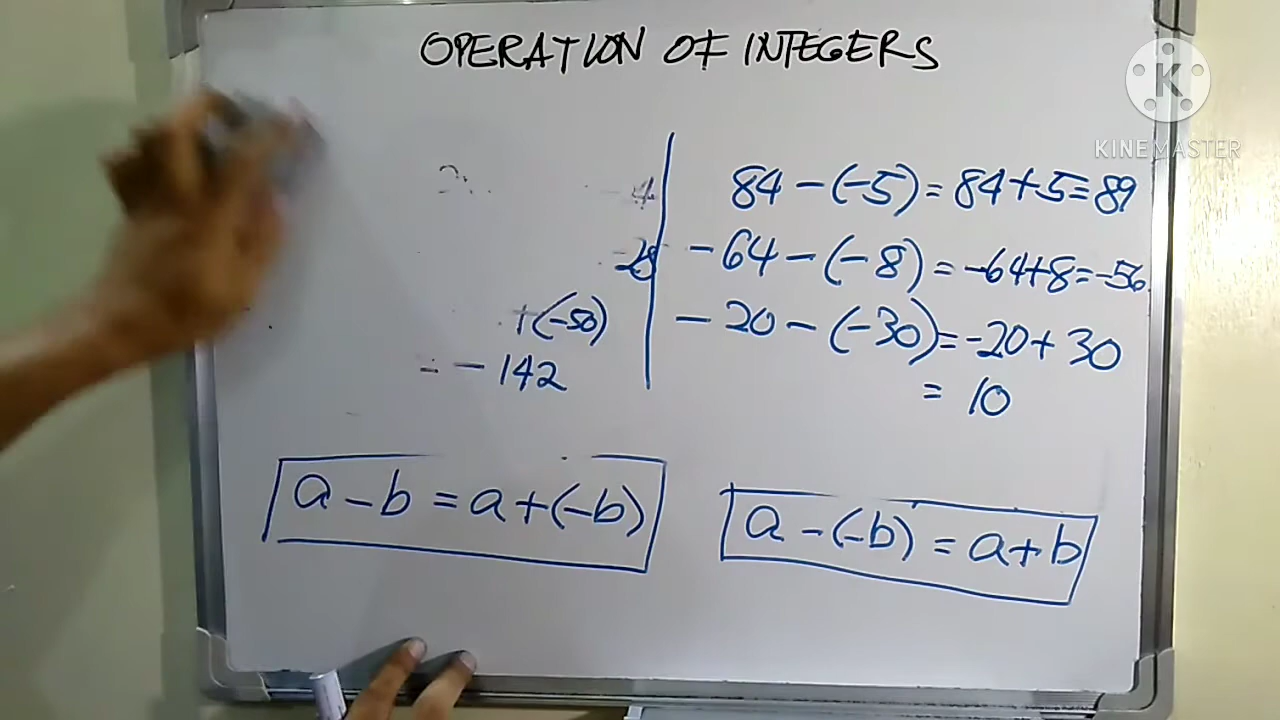 OPERATION OF INTEGERS
K
KINEMASTER
+(-50)
= -142
84 - (-5) = 84 + 5 = 89
-64 - (-8) = -64 + 8 = -56
-20 - (-30) = -20 + 30
= 10
a - b = a + (-b)
a - (-b) = a + b